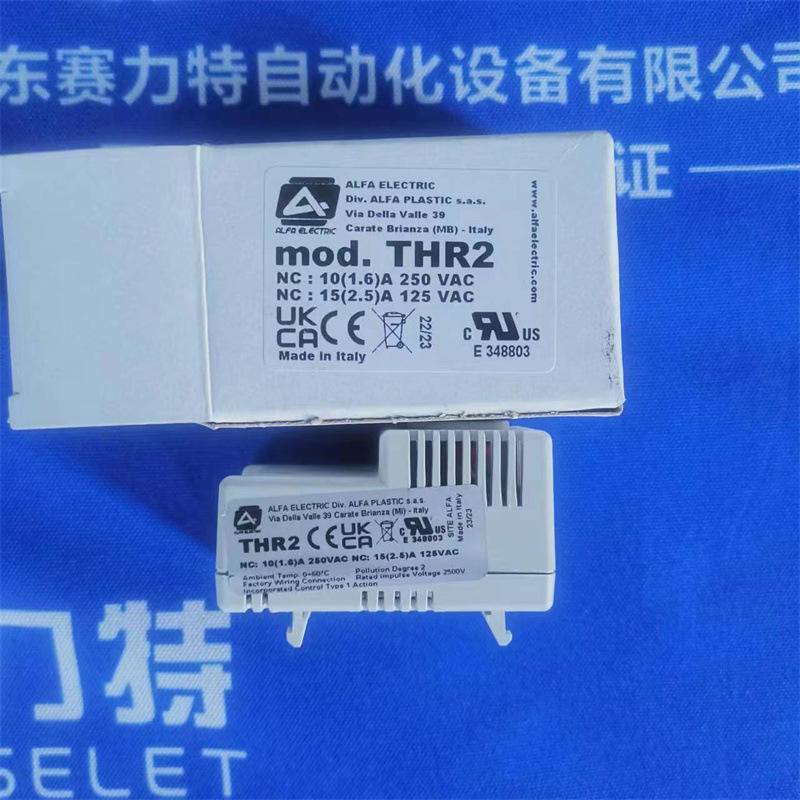 东赛力特自动化设备有限公司
证
ALFA ELECTRIC
ALFA ELECTRIC
Div. ALFA PLASTIC s.a.s.
Via Della Valle 39
Carate Brianza (MB) - Italy
www.alfaelectric.com
mod. THR2
NC : 10(1.6)A 250 VAC
NC : 15(2.5)A 125 VAC
UK CA CE
22/23
c RU US
E 348803
Made in Italy
ALFA ELECTRIC
ALFA ELECTRIC Div. ALFA PLASTIC s.a.s.
Via Della Valle 39 Carate Brianza (MI) - Italy
THR2 CE UK CA
c RU US
E 348803
SITE ALFA
Made in Italy
23/23
NC: 10(1.6)A 250VAC NC: 15(2.5)A 125VAC
Ambient Temp. 0÷60°C
Pollution Degree 2
Factory Wiring Connection
Rated Impulse Voltage 2500V
Incorporated Control Type 1 Action
力特
SELET